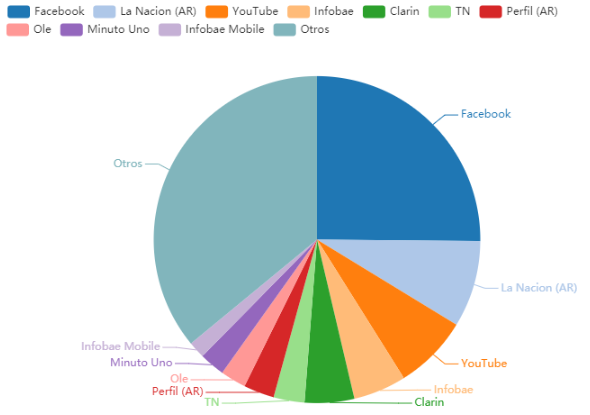 Facebook La Nacion (AR) YouTube Infobae Clarin TN Perfil (AR)
Ole Minuto Uno Infobae Mobile Otros
Facebook
Otros
La Nacion (AR)
Infobae Mobile
Minuto Uno
YouTube
Ole
Infobae
Perfil (AR)
TN
Clarin